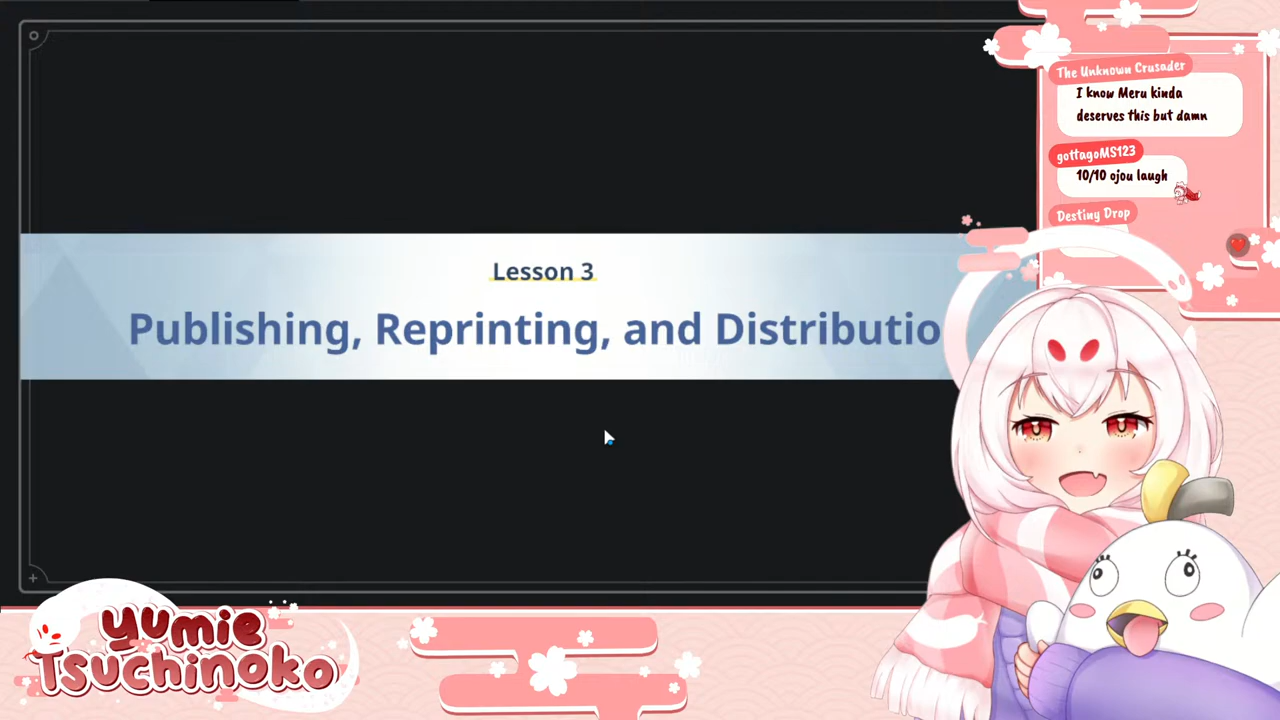 Lesson 3
Publishing, Reprinting, and Distributio
The Unknown Crusader
I know Meru kinda
deserves this but damn
gottagoMS123
10/10 ojou laugh
Destiny Drop
yumie
Tsuchinoko